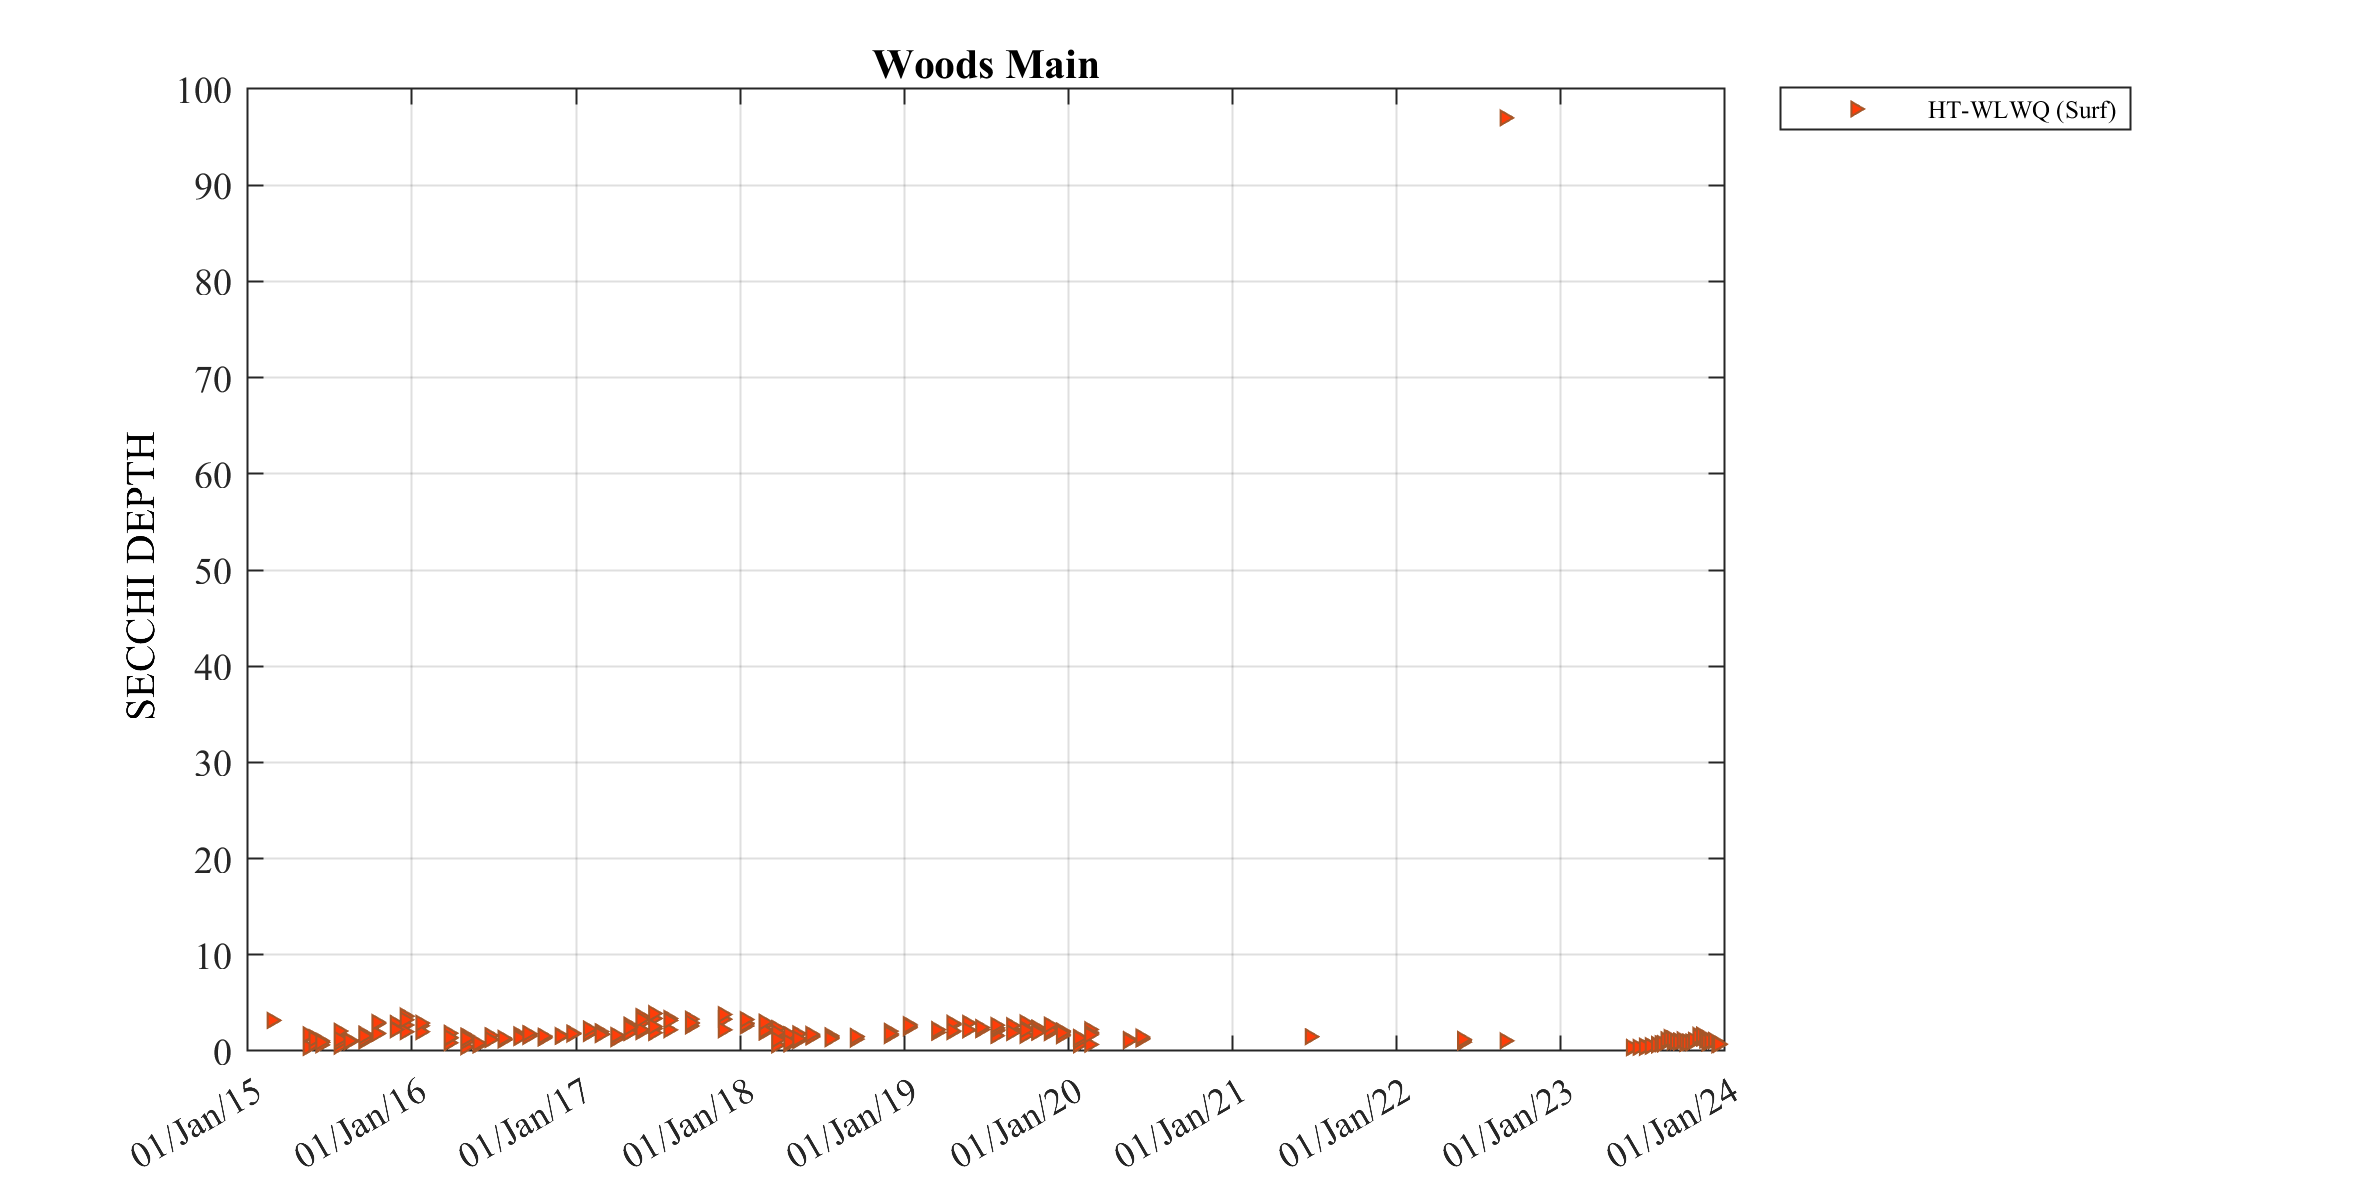 Woods Main
HT-WLWQ (Surf)
SECCHI DEPTH
100
90
80
70
60
50
40
30
20
10
0
01/Jan/15
01/Jan/16
01/Jan/17
01/Jan/18
01/Jan/19
01/Jan/20
01/Jan/21
01/Jan/22
01/Jan/23
01/Jan/24